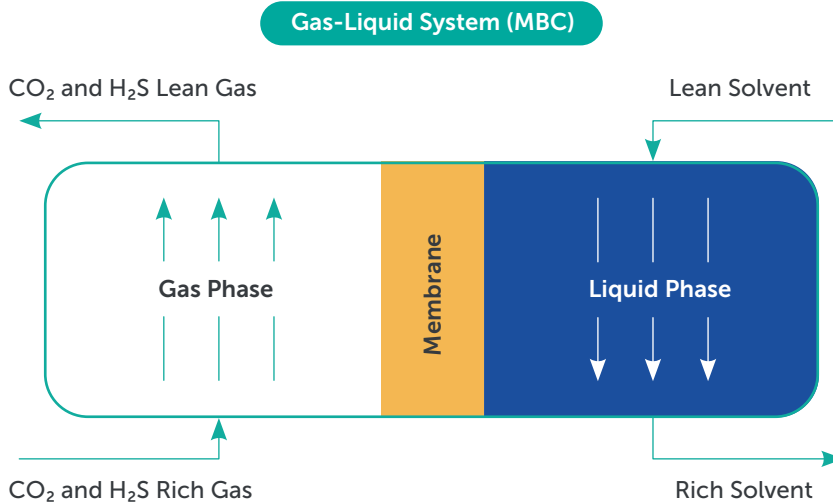 Gas-Liquid System (MBC)
CO₂ and H₂S Lean Gas
Lean Solvent
Gas Phase
Membrane
Liquid Phase
CO₂ and H₂S Rich Gas
Rich Solvent